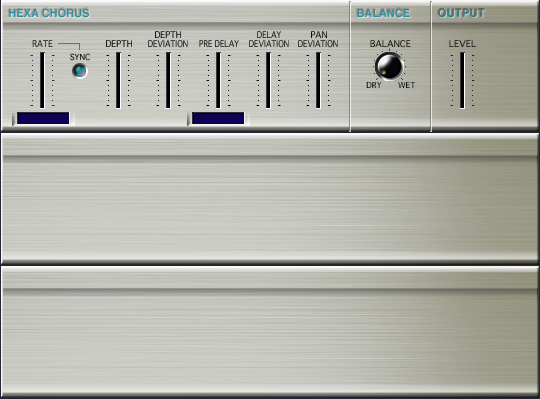 HEXA CHORUS
BALANCE
OUTPUT
RATE
SYNC
DEPTH
DEPTH
DEVIATION
PRE DELAY
DELAY
DEVIATION
PAN
DEVIATION
BALANCE
DRY
WET
LEVEL